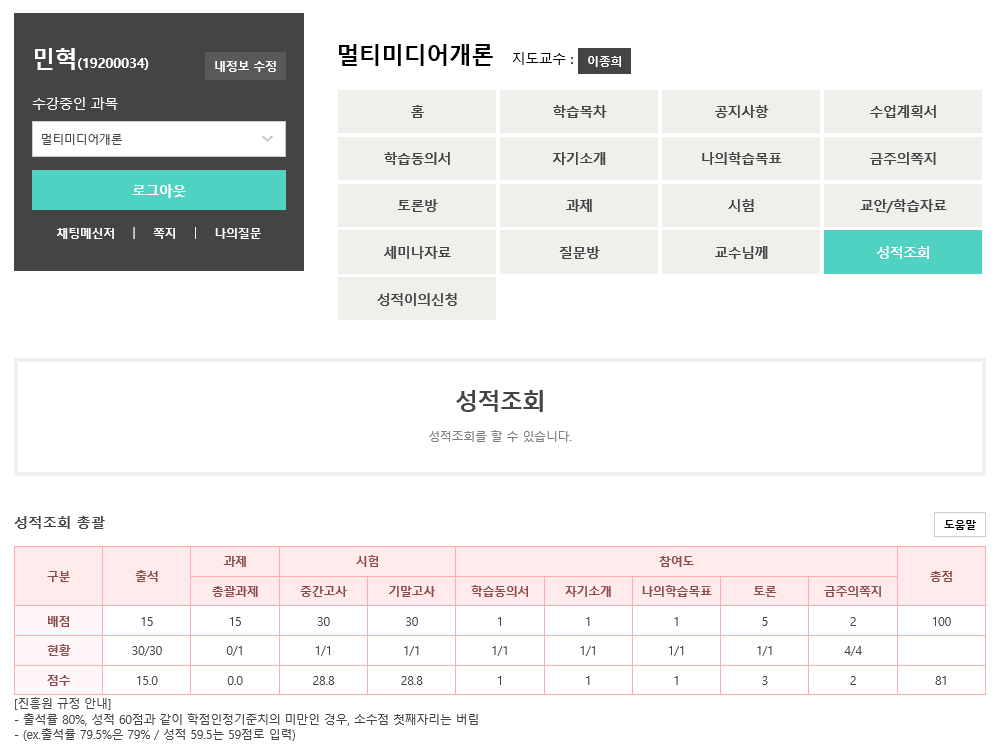 민혁(19200034)
내정보 수정
수강중인 과목
멀티미디어개론
로그아웃
채팅메신저 | 쪽지 | 나의질문
멀티미디어개론 지도교수 : 이종희
홈 학습목차 공지사항 수업계획서
학습동의서 자기소개 나의학습목표 금주의쪽지
토론방 과제 시험 교안/학습자료
세미나자료 질문방 교수님께 성적조회
성적이의신청
성적조회
성적조회를 할 수 있습니다.
성적조회 총괄 도움말
구분 출석 과제 시험 참여도 총점
총괄과제 중간고사 기말고사 학습동의서 자기소개 나의학습목표 토론 금주의쪽지
배점 15 15 30 30 1 1 1 5 2 100
현황 30/30 0/1 1/1 1/1 1/1 1/1 1/1 1/1 4/4
점수 15.0 0.0 28.8 28.8 1 1 1 3 2 81
[진흥원 규정 안내]
- 출석률 80%, 성적 60점과 같이 학점인정기준치의 미만인 경우, 소수점 첫째자리는 버림
- (ex.출석률 79.5%은 79% / 성적 59.5는 59점로 입력)